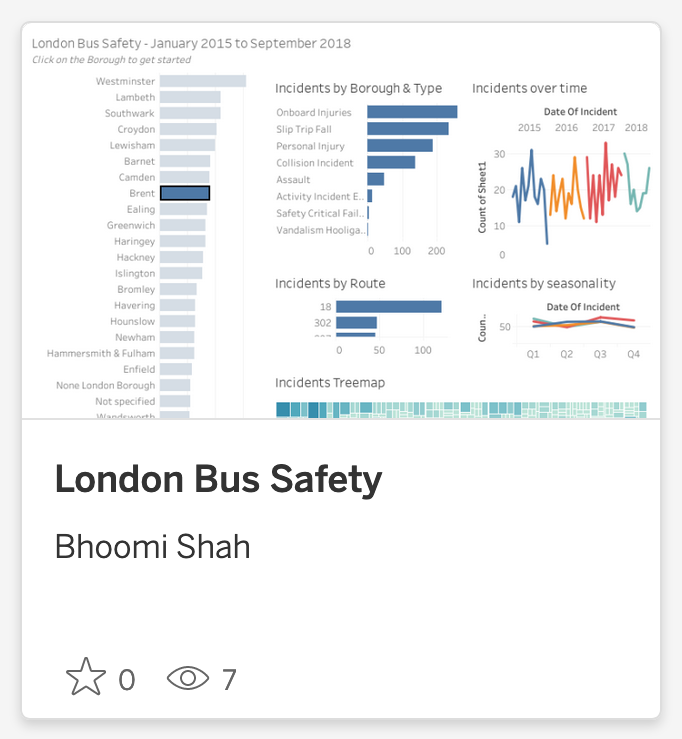 London Bus Safety - January 2015 to September 2018
Click on the Borough to get started
Westminster
Lambeth
Southwark
Croydon
Lewisham
Barnet
Camden
Brent
Ealing
Greenwich
Haringey
Hackney
Islington
Bromley
Havering
Hounslow
Newham
Hammersmith & Fulham
Enfield
None London Borough
Not specified
Wandsworth
Incidents by Borough & Type
Onboard Injuries
Slip Trip Fall
Personal Injury
Collision Incident
Assault
Activity Incident E..
Safety Critical Fail..
Vandalism Hooliga..
0 100 200
Incidents over time
Date Of Incident
2015 2016 2017 2018
Count of Sheet1
30
20
10
0
Incidents by Route
18
302
0 50 100
Incidents by seasonality
Date Of Incident
Coun..
50
Q1 Q2 Q3 Q4
Incidents Treemap
London Bus Safety
Bhoomi Shah
0 7